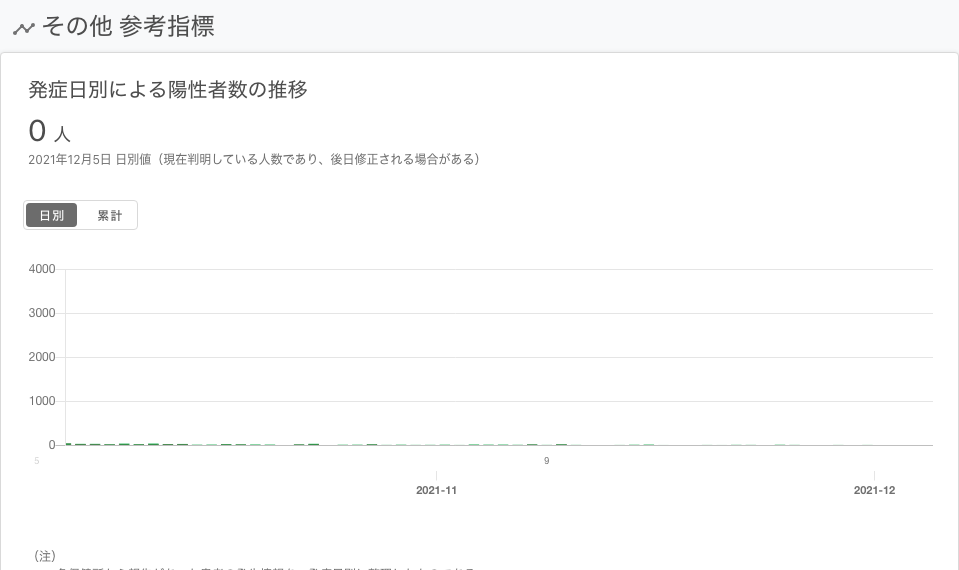 その他 参考指標
発症日別による陽性者数の推移
0 人
2021年12月5日 日別値（現在判明している人数であり、後日修正される場合がある）
日別 累計
4000
3000
2000
1000
0
5 9
2021-11 2021-12
（注）